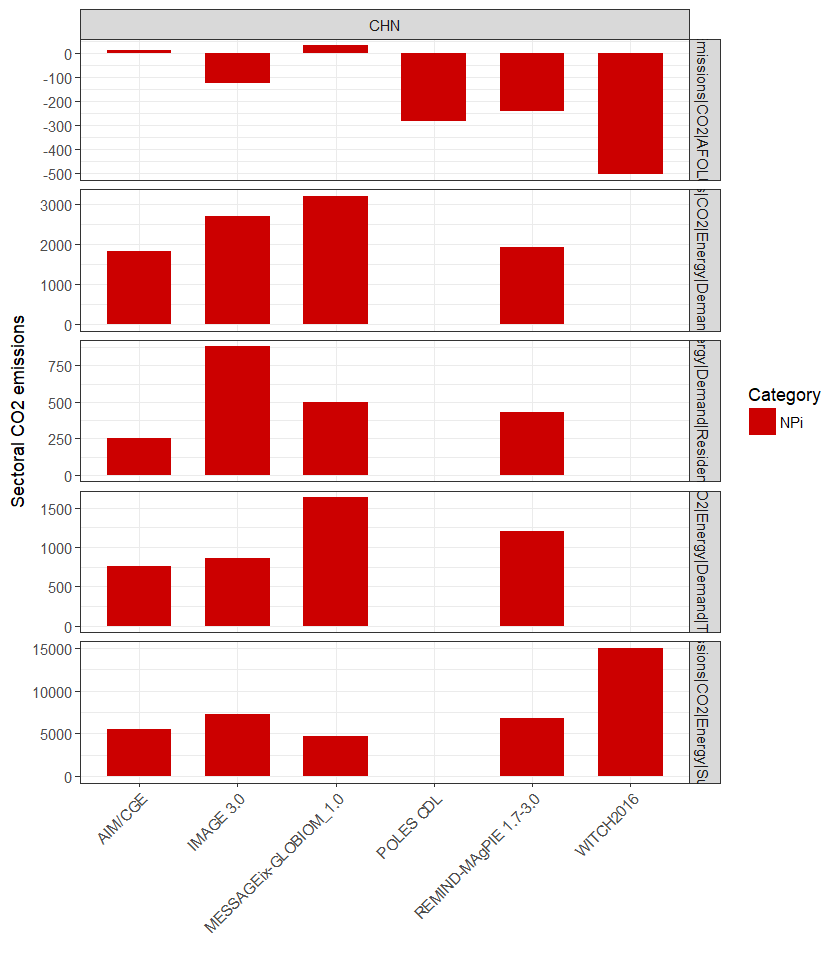 CHN
0
-100
-200
-300
-400
-500
missions|CO2|AFOLU
3000
2000
1000
0
s|CO2|Energy|Deman
750
500
250
0
ergy|Demand|Residen
1500
1000
500
0
O2|Energy|Demand|T
15000
10000
5000
0
ssions|CO2|Energy|Su
Sectoral CO2 emissions
AIM/CGE
IMAGE 3.0
MESSAGEix-GLOBIOM_1.0
POLES CDL
REMIND-MAgPIE 1.7-3.0
WITCH2016
Category
NPi